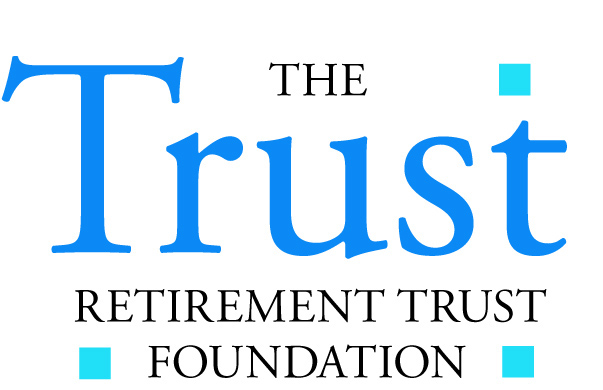 THE
Trust
RETIREMENT TRUST
FOUNDATION